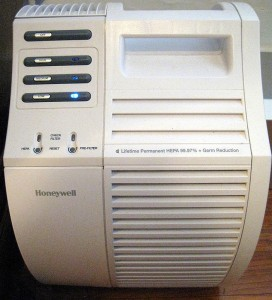 CHECK
FILTER
HEPA RESET PRE-FILTER
Lifetime Permanent HEPA 99.97% + Germ Reduction
Honeywell